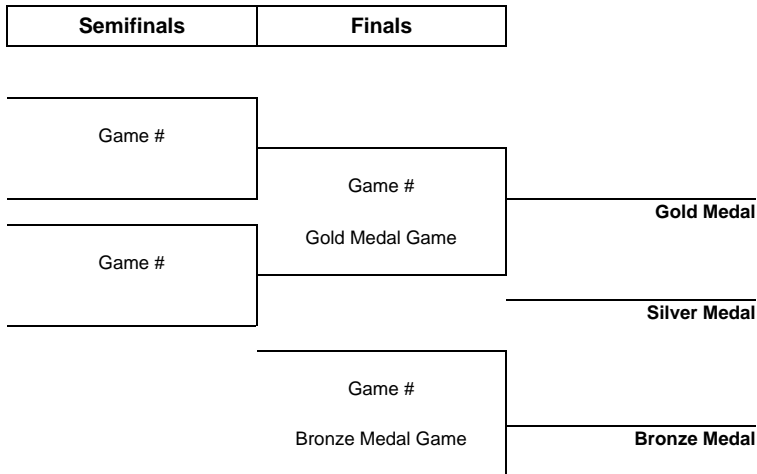 Semifinals Finals
Game #
Game #
Gold Medal
Gold Medal Game
Game #
Silver Medal
Game #
Bronze Medal Game Bronze Medal